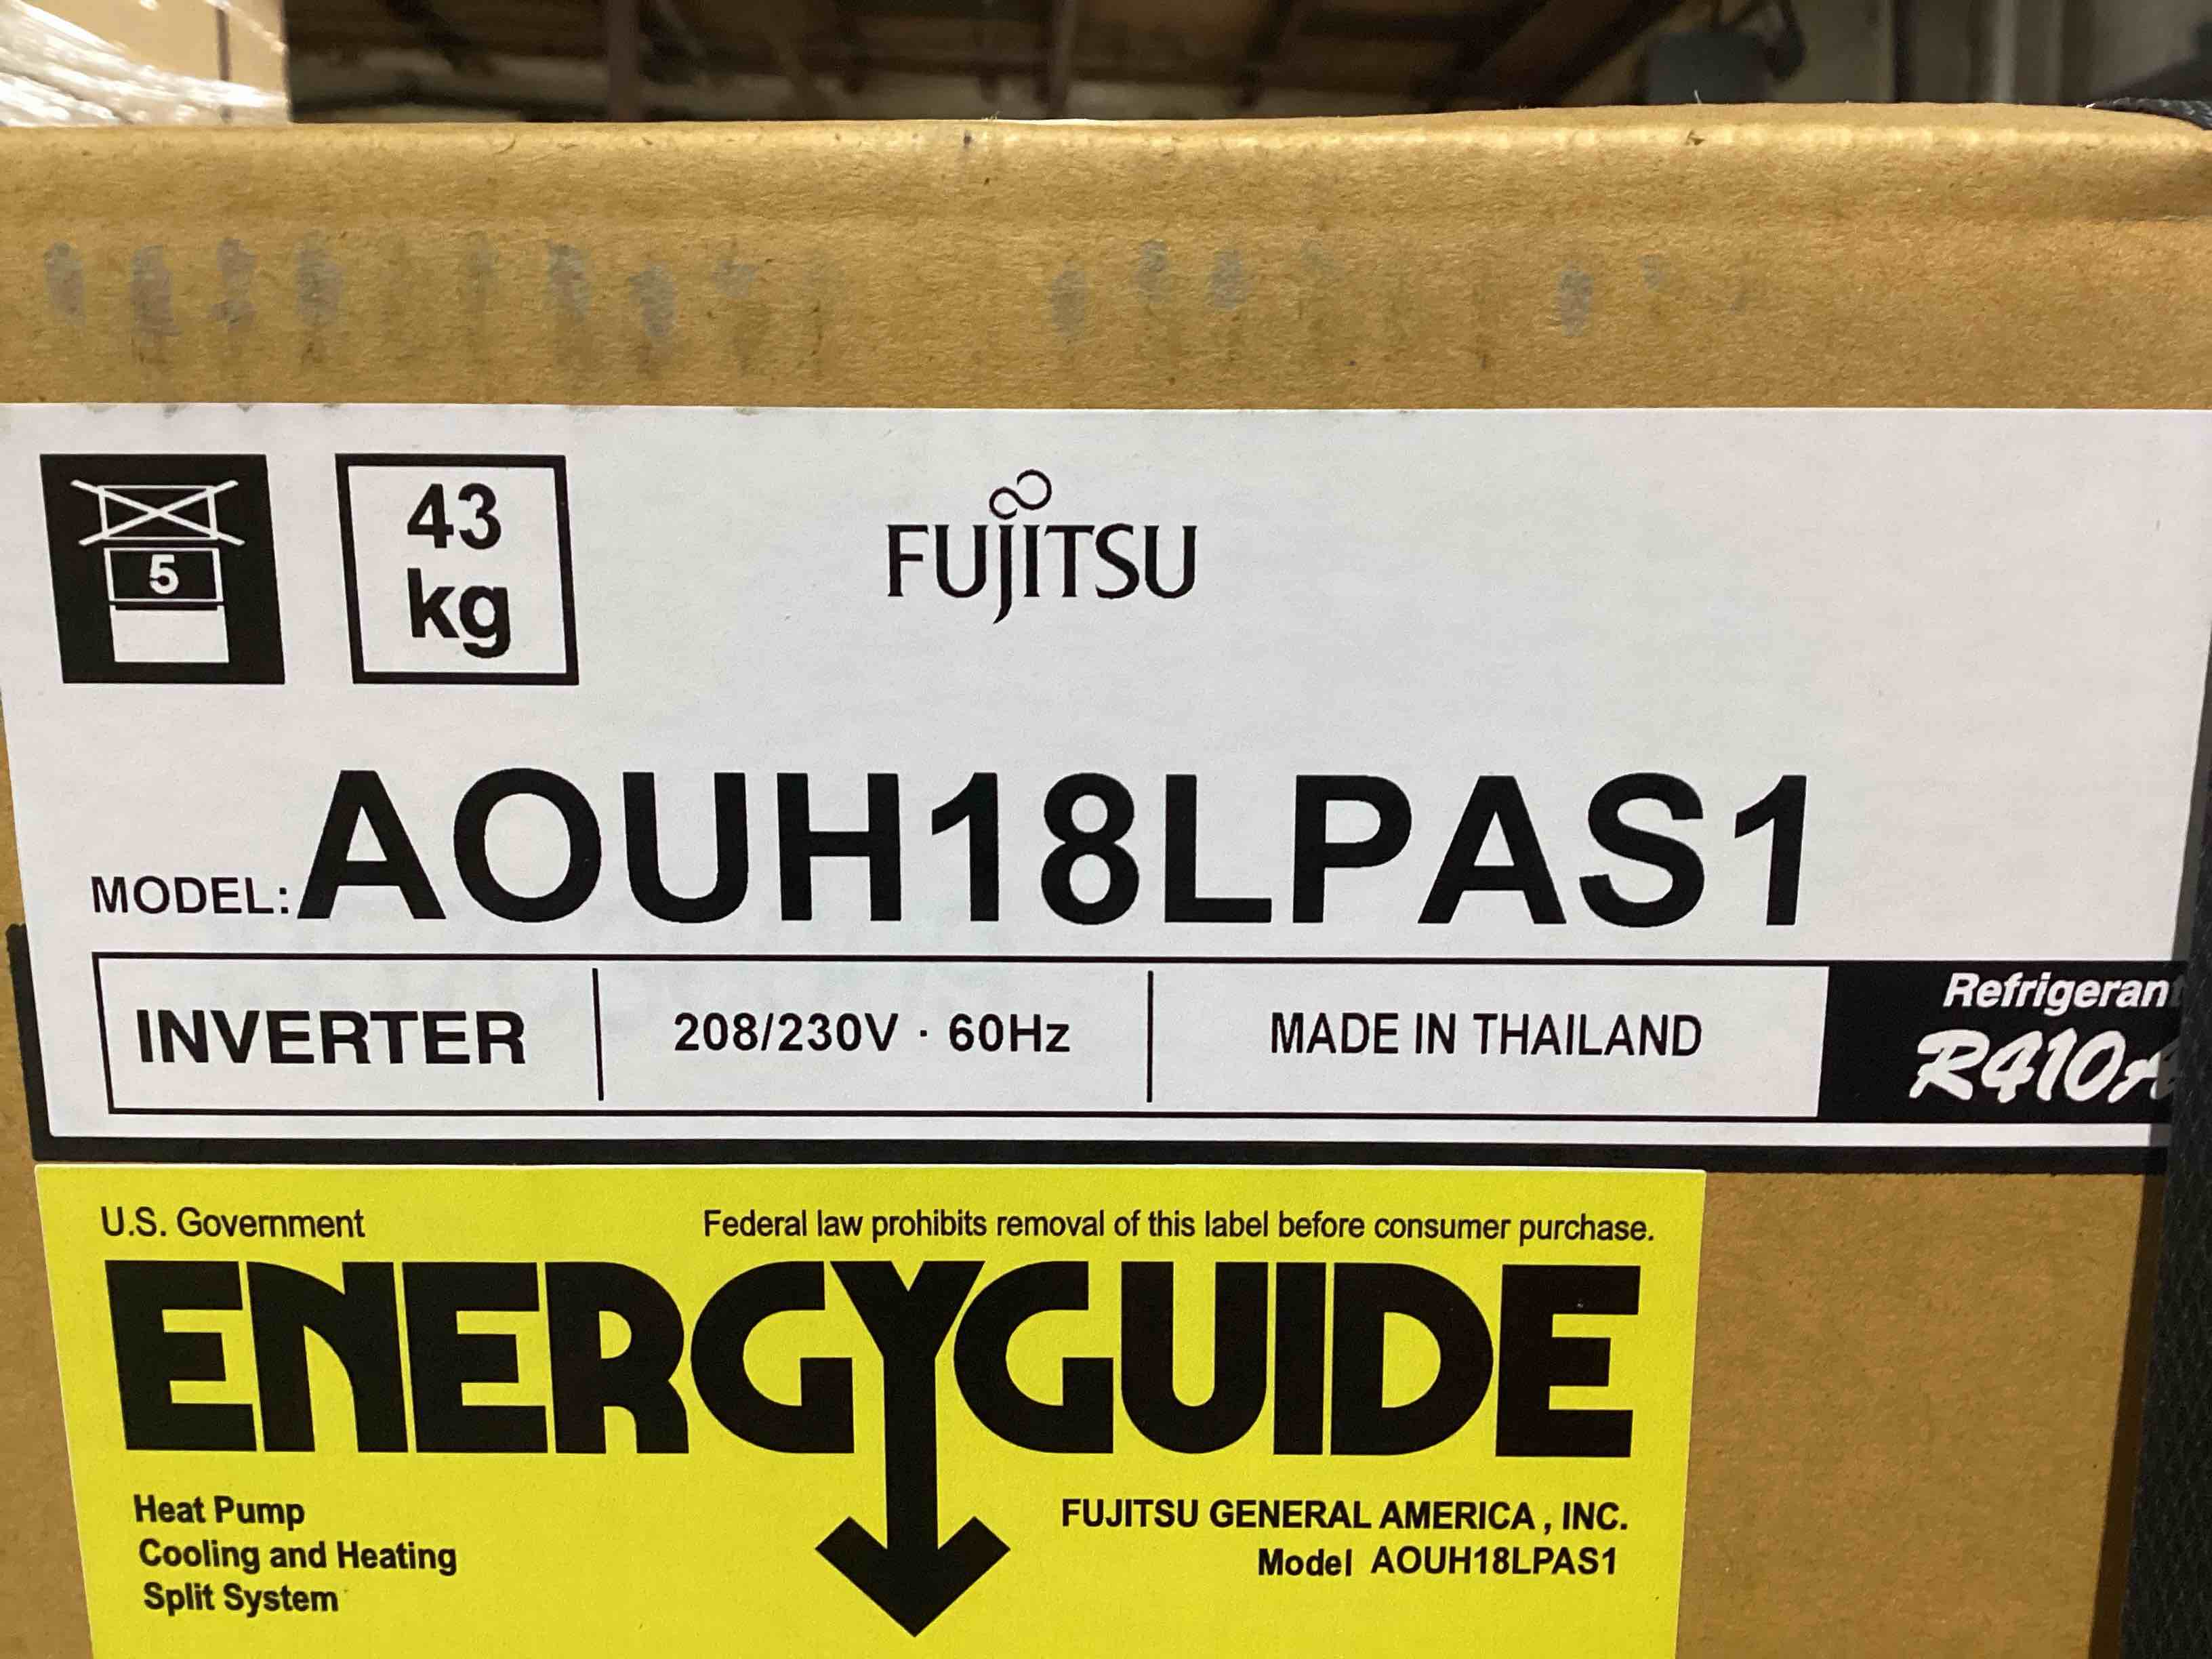 5
43
kg
FUJITSU
MODEL: AOUH18LPAS1
INVERTER
208/230V · 60Hz
MADE IN THAILAND
Refrigerant
R410A
U.S. Government
Federal law prohibits removal of this label before consumer purchase.
ENERGYGUIDE
Heat Pump
Cooling and Heating
Split System
FUJITSU GENERAL AMERICA , INC.
Model AOUH18LPAS1